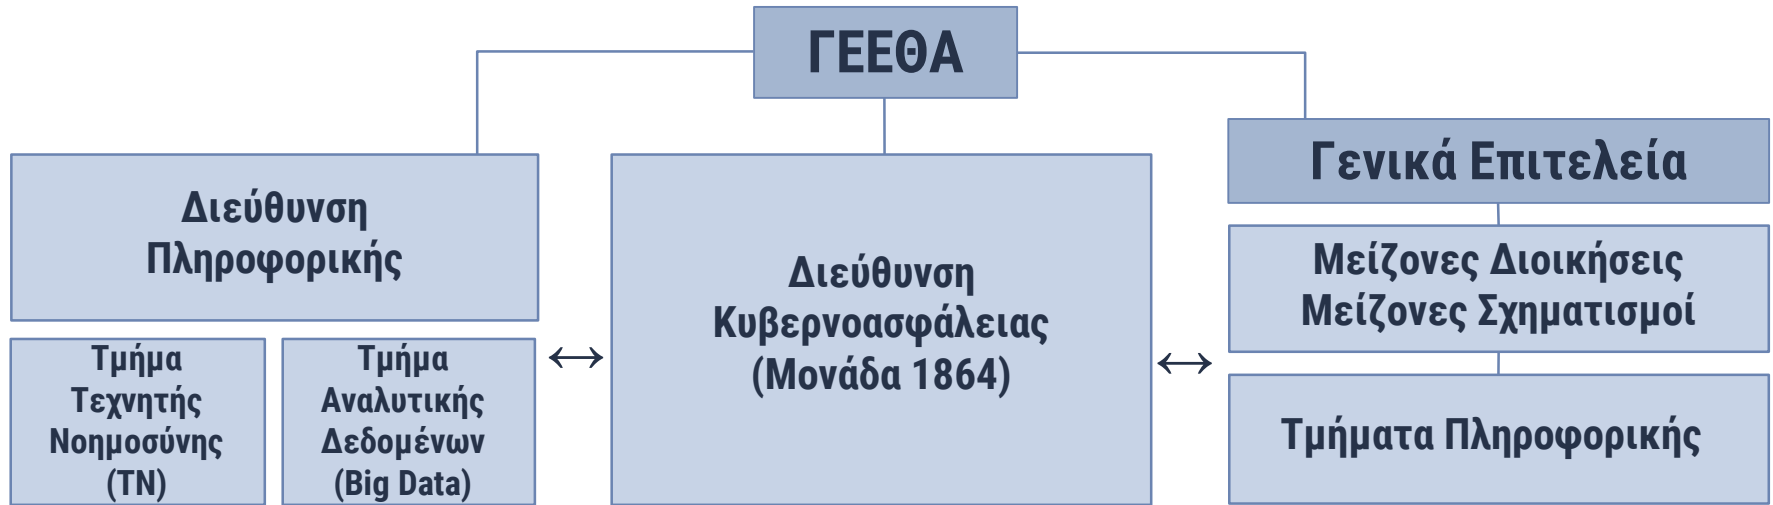 ΓΕΕΘΑ
Διεύθυνση
Πληροφορικής
Τμήμα
Τεχνητής
Νοημοσύνης
(ΤΝ)
Τμήμα
Αναλυτικής
Δεδομένων
(Big Data)
Διεύθυνση
Κυβερνοασφάλειας
(Μονάδα 1864)
Γενικά Επιτελεία
Μείζονες Διοικήσεις
Μείζονες Σχηματισμοί
Τμήματα Πληροφορικής